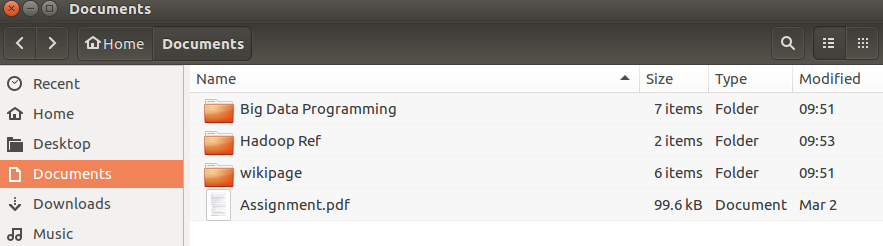 Documents
Home Documents
Name Size Type Modified
Recent
Home
Desktop
Documents
Downloads
Music
Big Data Programming 7 items Folder 09:51
Hadoop Ref 2 items Folder 09:53
wikipage 6 items Folder 09:51
Assignment.pdf 99.6 kB Document Mar 2